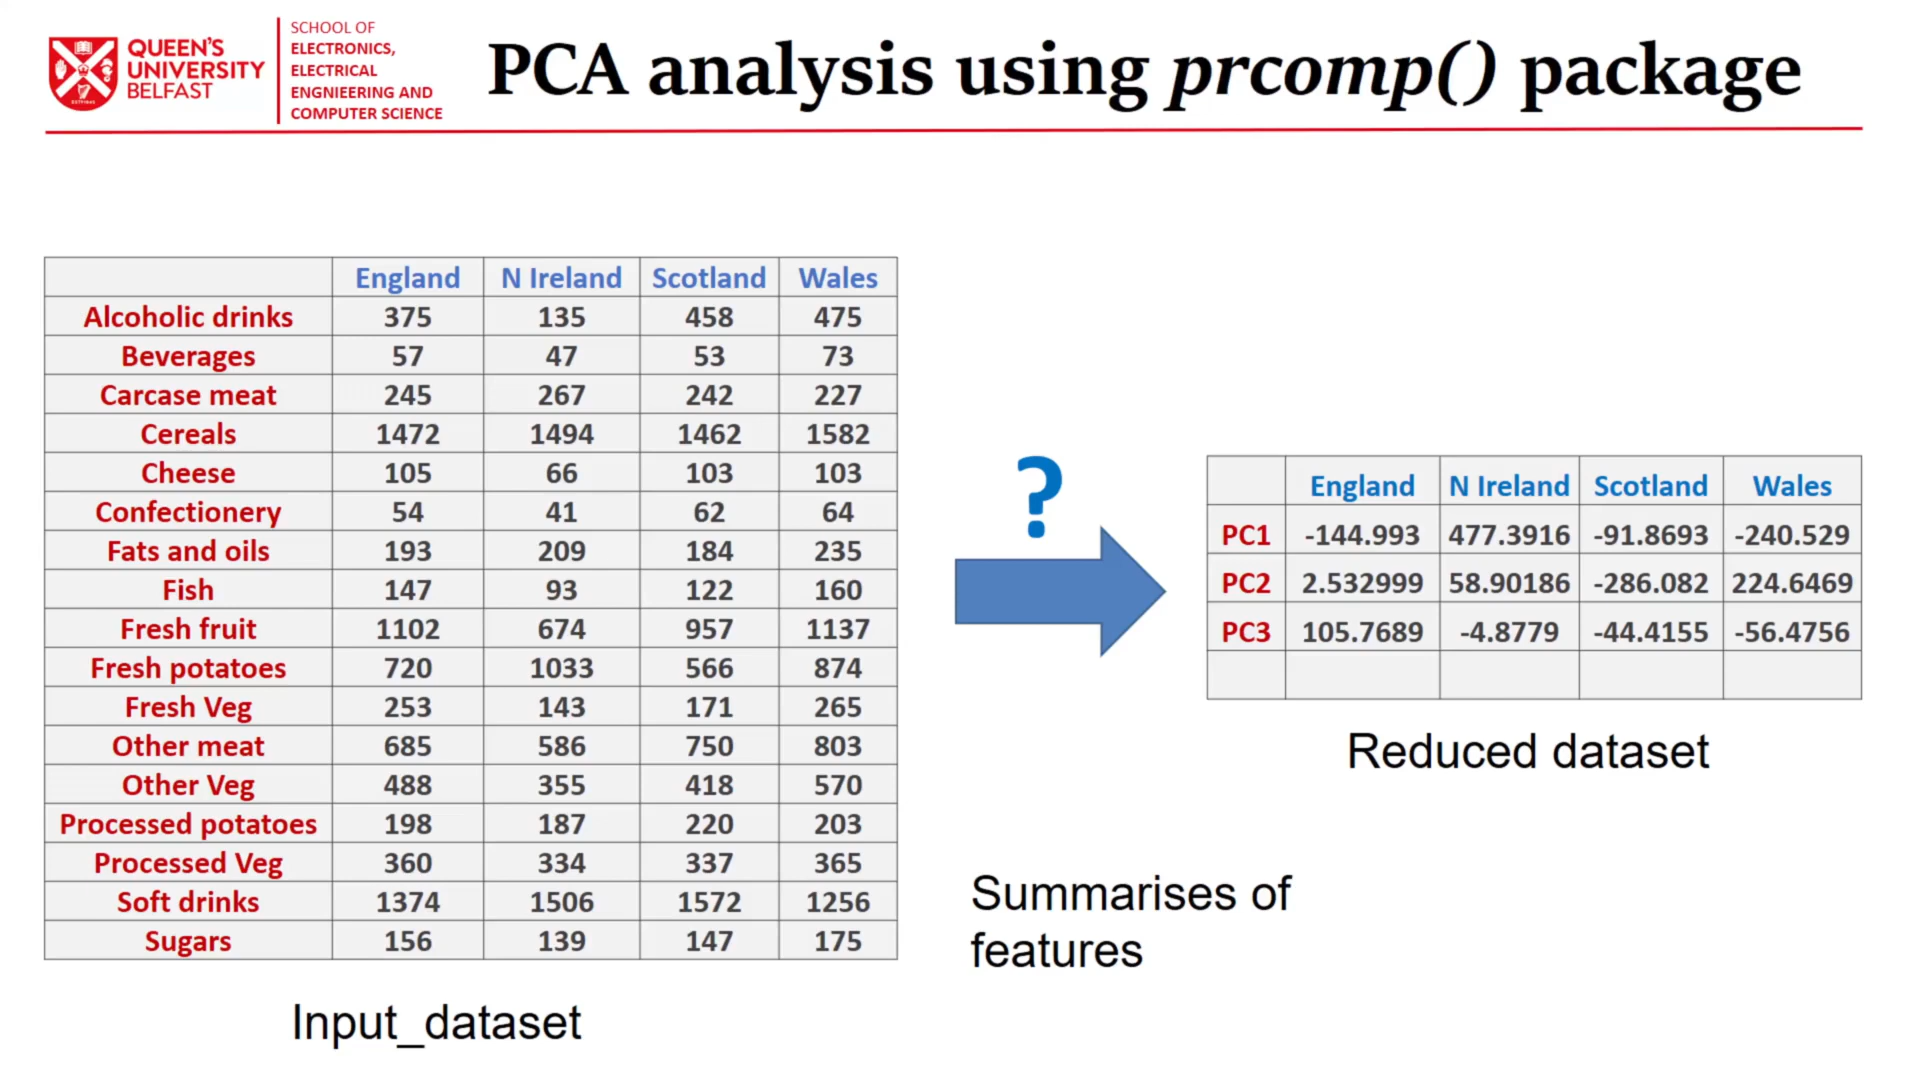 QUEEN'S
UNIVERSITY
BELFAST
ESTD1845
SCHOOL OF
ELECTRONICS,
ELECTRICAL
ENGNIEERING AND
COMPUTER SCIENCE
PCA analysis using prcomp() package
England N Ireland Scotland Wales
Alcoholic drinks 375 135 458 475
Beverages 57 47 53 73
Carcase meat 245 267 242 227
Cereals 1472 1494 1462 1582
Cheese 105 66 103 103
Confectionery 54 41 62 64
Fats and oils 193 209 184 235
Fish 147 93 122 160
Fresh fruit 1102 674 957 1137
Fresh potatoes 720 1033 566 874
Fresh Veg 253 143 171 265
Other meat 685 586 750 803
Other Veg 488 355 418 570
Processed potatoes 198 187 220 203
Processed Veg 360 334 337 365
Soft drinks 1374 1506 1572 1256
Sugars 156 139 147 175
Input_dataset
?
England N Ireland Scotland Wales
PC1 -144.993 477.3916 -91.8693 -240.529
PC2 2.532999 58.90186 -286.082 224.6469
PC3 105.7689 -4.8779 -44.4155 -56.4756
Reduced dataset
Summarises of
features